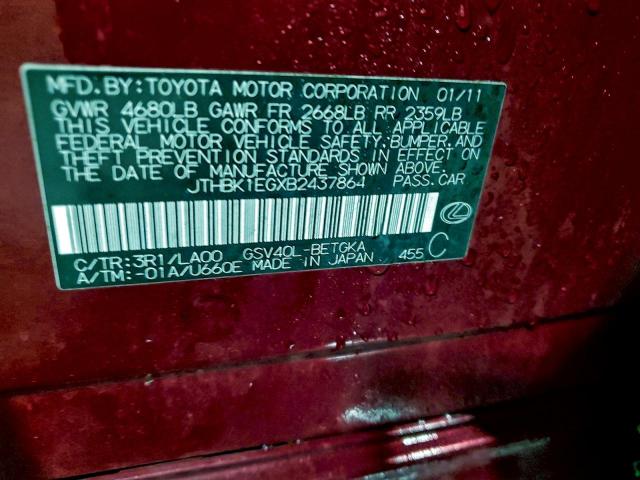 MFD.BY:TOYOTA MOTOR CORPORATION 01/11
GVWR 4680LB GAWR FR 2668LB RR 2359LB
THIS VEHICLE CONFORMS TO ALL APPLICABLE
FEDERAL MOTOR VEHICLE SAFETY,BUMPER,AND
THEFT PREVENTION STANDARDS IN EFFECT ON
THE DATE OF MANUFACTURE SHOWN ABOVE.
JTHBK1EGXB2437864 PASS.CAR
C/TR:3R1/LA00 GSV40L-BETGKA 455 C
A/TM:-01A/U660E MADE IN JAPAN